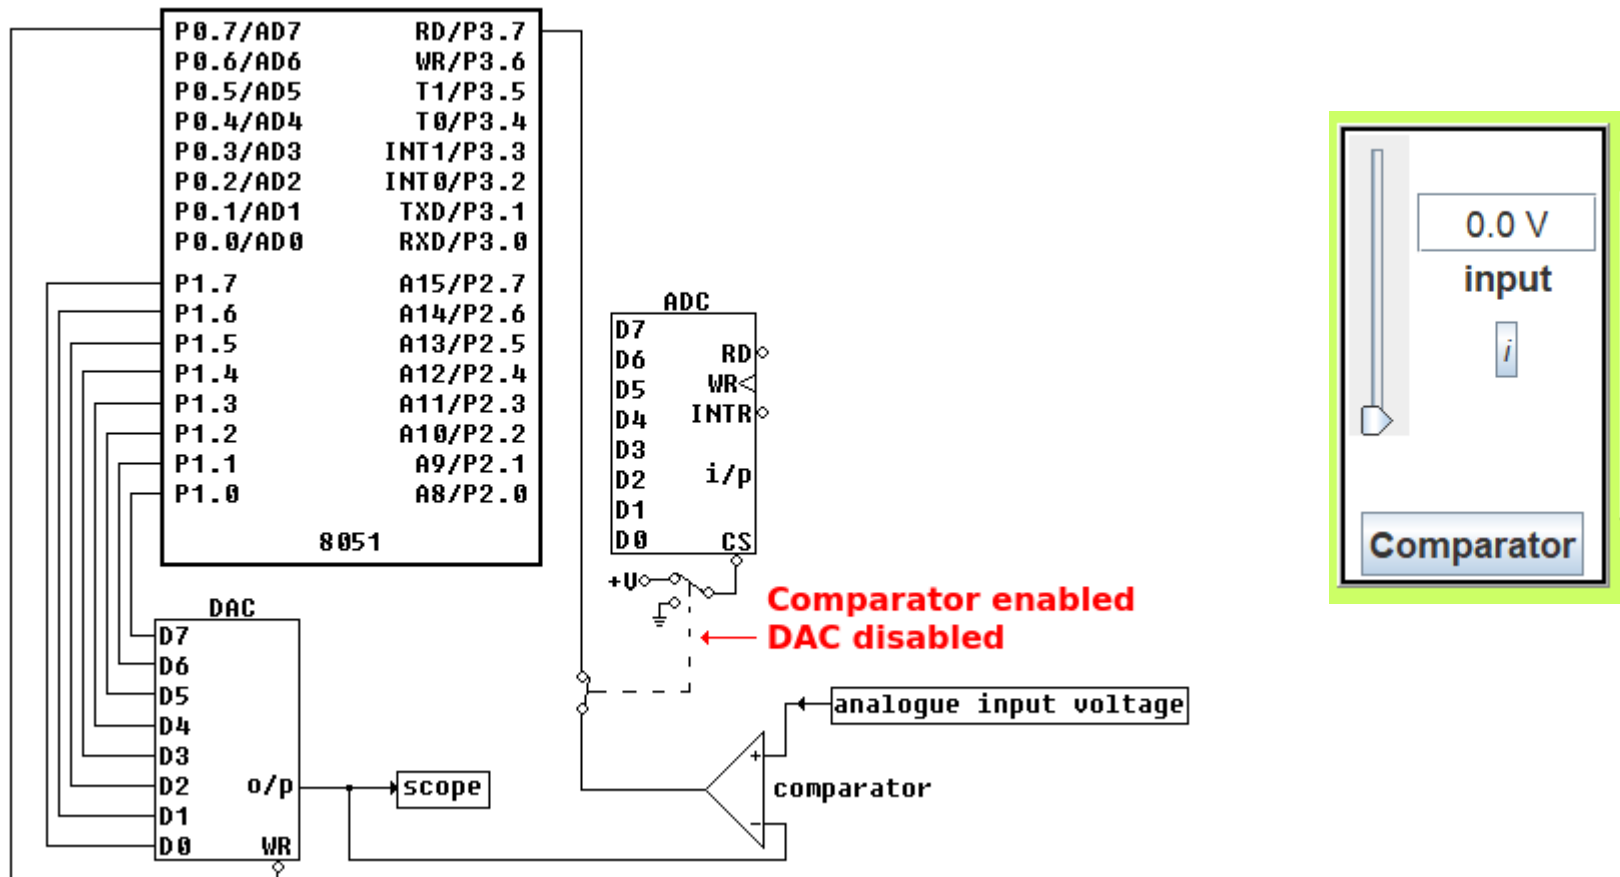 P0.7/AD7 RD/P3.7
P0.6/AD6 WR/P3.6
P0.5/AD5 T1/P3.5
P0.4/AD4 T0/P3.4
P0.3/AD3 INT1/P3.3
P0.2/AD2 INT0/P3.2
P0.1/AD1 TXD/P3.1
P0.0/AD0 RXD/P3.0
P1.7 A15/P2.7
P1.6 A14/P2.6
P1.5 A13/P2.5
P1.4 A12/P2.4
P1.3 A11/P2.3
P1.2 A10/P2.2
P1.1 A9/P2.1
P1.0 A8/P2.0
8051
ADC
D7
D6 RD
D5 WR
D4 INTR
D3
D2 i/p
D1
D0 CS
+V
Comparator enabled
DAC disabled
DAC
D7
D6
D5
D4
D3
D2 o/p
D1
D0 WR
scope
analogue input voltage
+
comparator
-
0.0 V
input
i
Comparator